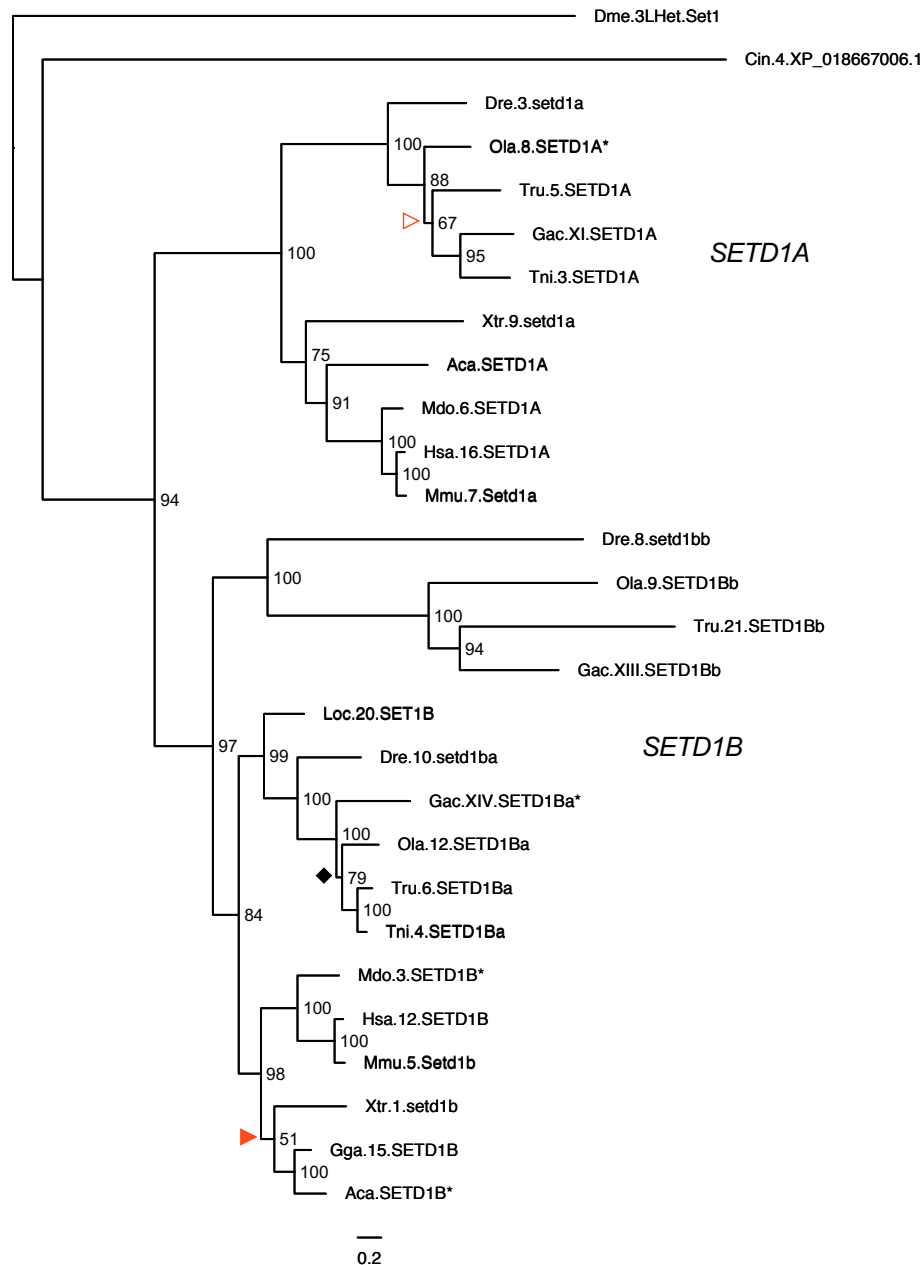 Dme.3LHet.Set1
Cin.4.XP_018667006.1
Dre.3.setd1a
100
Ola.8.SETD1A*
88
Tru.5.SETD1A
67
Gac.XI.SETD1A
SETD1A
100
95
Tni.3.SETD1A
Xtr.9.setd1a
75
Aca.SETD1A
91
Mdo.6.SETD1A
100
Hsa.16.SETD1A
100
Mmu.7.Setd1a
94
Dre.8.setd1bb
100
Ola.9.SETD1Bb
100
Tru.21.SETD1Bb
94
Gac.XIII.SETD1Bb
Loc.20.SET1B
97
SETD1B
99
Dre.10.setd1ba
100
Gac.XIV.SETD1Ba*
100
Ola.12.SETD1Ba
79
Tru.6.SETD1Ba
100
84
Tni.4.SETD1Ba
Mdo.3.SETD1B*
100
Hsa.12.SETD1B
100
Mmu.5.Setd1b
98
Xtr.1.setd1b
51
Gga.15.SETD1B
100
Aca.SETD1B*
0.2